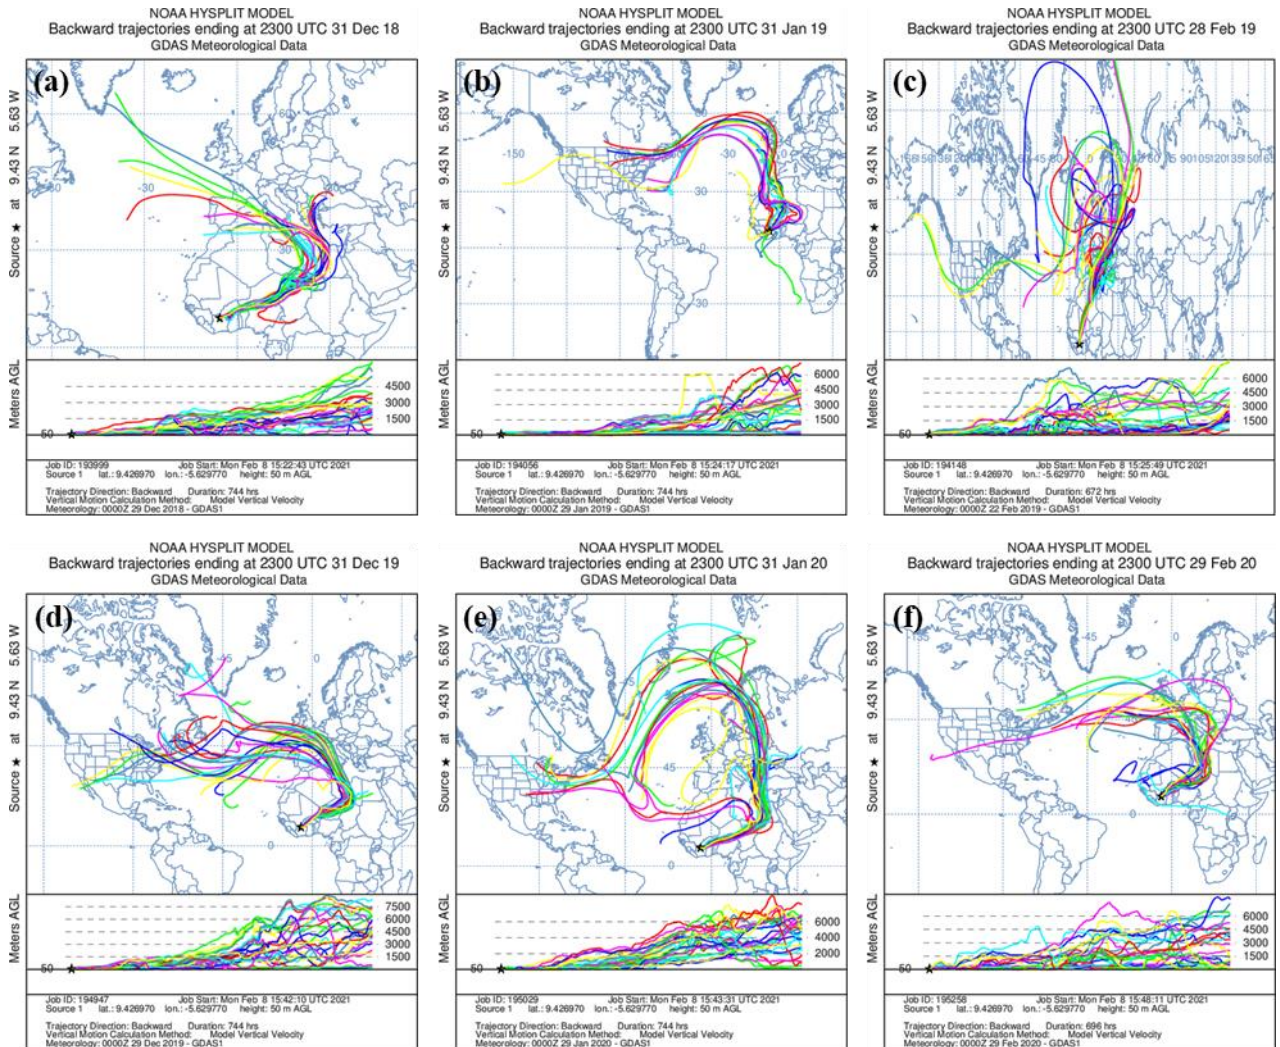 NOAA HYSPLIT MODEL
Backward trajectories ending at 2300 UTC 31 Dec 18
GDAS Meteorological Data
(a)
Source ★ at 9.43 N 5.63 W
-30
60
30
Meters AGL
4500
3000
1500
50
Job ID: 193999 Job Start: Mon Feb 8 15:22:43 UTC 2021
Source 1 lat.: 9.426970 lon.: -5.629770 height: 50 m AGL
Trajectory Direction: Backward Duration: 744 hrs
Vertical Motion Calculation Method: Model Vertical Velocity
Meteorology: 0000Z 29 Dec 2018 - GDAS1
NOAA HYSPLIT MODEL
Backward trajectories ending at 2300 UTC 31 Jan 19
GDAS Meteorological Data
(b)
Source ★ at 9.43 N 5.63 W
-150
-30
30
0
-30
Meters AGL
6000
4500
3000
1500
50
Job ID: 194056 Job Start: Mon Feb 8 15:24:17 UTC 2021
Source 1 lat.: 9.426970 lon.: -5.629770 height: 50 m AGL
Trajectory Direction: Backward Duration: 744 hrs
Vertical Motion Calculation Method: Model Vertical Velocity
Meteorology: 0000Z 29 Jan 2019 - GDAS1
NOAA HYSPLIT MODEL
Backward trajectories ending at 2300 UTC 28 Feb 19
GDAS Meteorological Data
(c)
Source ★ at 9.43 N 5.63 W
75
Meters AGL
6000
4500
3000
1500
50
Job ID: 194148 Job Start: Mon Feb 8 15:25:49 UTC 2021
Source 1 lat.: 9.426970 lon.: -5.629770 height: 50 m AGL
Trajectory Direction: Backward Duration: 672 hrs
Vertical Motion Calculation Method: Model Vertical Velocity
Meteorology: 0000Z 22 Feb 2019 - GDAS1
NOAA HYSPLIT MODEL
Backward trajectories ending at 2300 UTC 31 Dec 19
GDAS Meteorological Data
(d)
Source ★ at 9.43 N 5.63 W
-45
0
0
Meters AGL
7500
6000
4500
3000
1500
50
Job ID: 194947 Job Start: Mon Feb 8 15:42:10 UTC 2021
Source 1 lat.: 9.426970 lon.: -5.629770 height: 50 m AGL
Trajectory Direction: Backward Duration: 744 hrs
Vertical Motion Calculation Method: Model Vertical Velocity
Meteorology: 0000Z 29 Dec 2019 - GDAS1
NOAA HYSPLIT MODEL
Backward trajectories ending at 2300 UTC 31 Jan 20
GDAS Meteorological Data
(e)
Source ★ at 9.43 N 5.63 W
45
0
Meters AGL
6000
4000
2000
50
Job ID: 195029 Job Start: Mon Feb 8 15:43:31 UTC 2021
Source 1 lat.: 9.426970 lon.: -5.629770 height: 50 m AGL
Trajectory Direction: Backward Duration: 744 hrs
Vertical Motion Calculation Method: Model Vertical Velocity
Meteorology: 0000Z 29 Jan 2020 - GDAS1
NOAA HYSPLIT MODEL
Backward trajectories ending at 2300 UTC 29 Feb 20
GDAS Meteorological Data
(f)
Source ★ at 9.43 N 5.63 W
-45
0
0
Meters AGL
6000
4500
3000
1500
50
Job ID: 195258 Job Start: Mon Feb 8 15:48:11 UTC 2021
Source 1 lat.: 9.426970 lon.: -5.629770 height: 50 m AGL
Trajectory Direction: Backward Duration: 696 hrs
Vertical Motion Calculation Method: Model Vertical Velocity
Meteorology: 0000Z 29 Feb 2020 - GDAS1